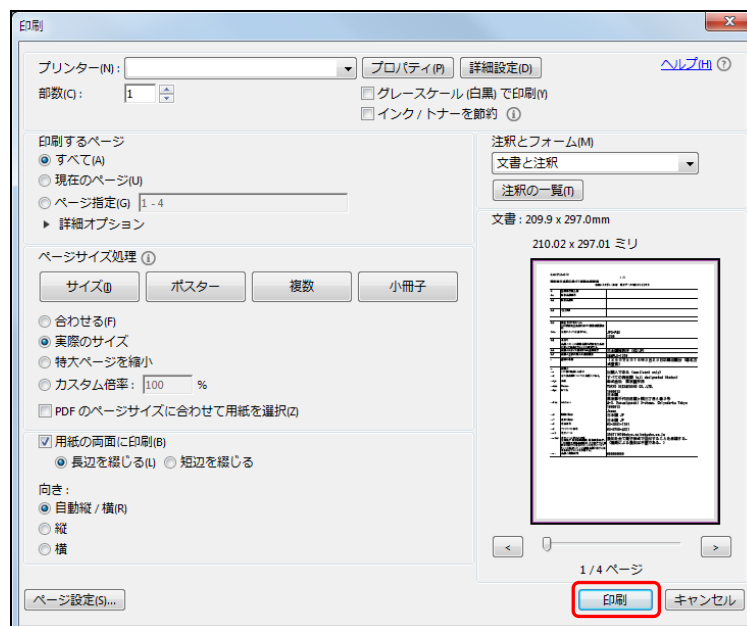 印刷
x
プリンター(N): プロパティ(P) 詳細設定(D) ヘルプ(H) ?
部数(C): 1 グレースケール (白黒) で印刷(Y)
インク / トナーを節約 i
印刷するページ
すべて(A)
現在のページ(U)
ページ指定(G) 1 - 4
詳細オプション
注釈とフォーム(M)
文書と注釈
注釈の一覧(T)
ページサイズ処理 i
サイズ(I) ポスター 複数 小冊子
合わせる(F)
実際のサイズ
特大ページを縮小
カスタム倍率: 100 %
PDF のページサイズに合わせて用紙を選択(Z)
用紙の両面に印刷(B)
長辺を綴じる(L) 短辺を綴じる
向き:
自動縦 / 横(R)
縦
横
文書: 209.9 x 297.0mm
210.02 x 297.01 ミリ
< >
1 / 4 ページ
ページ設定(S)... 印刷 キャンセル